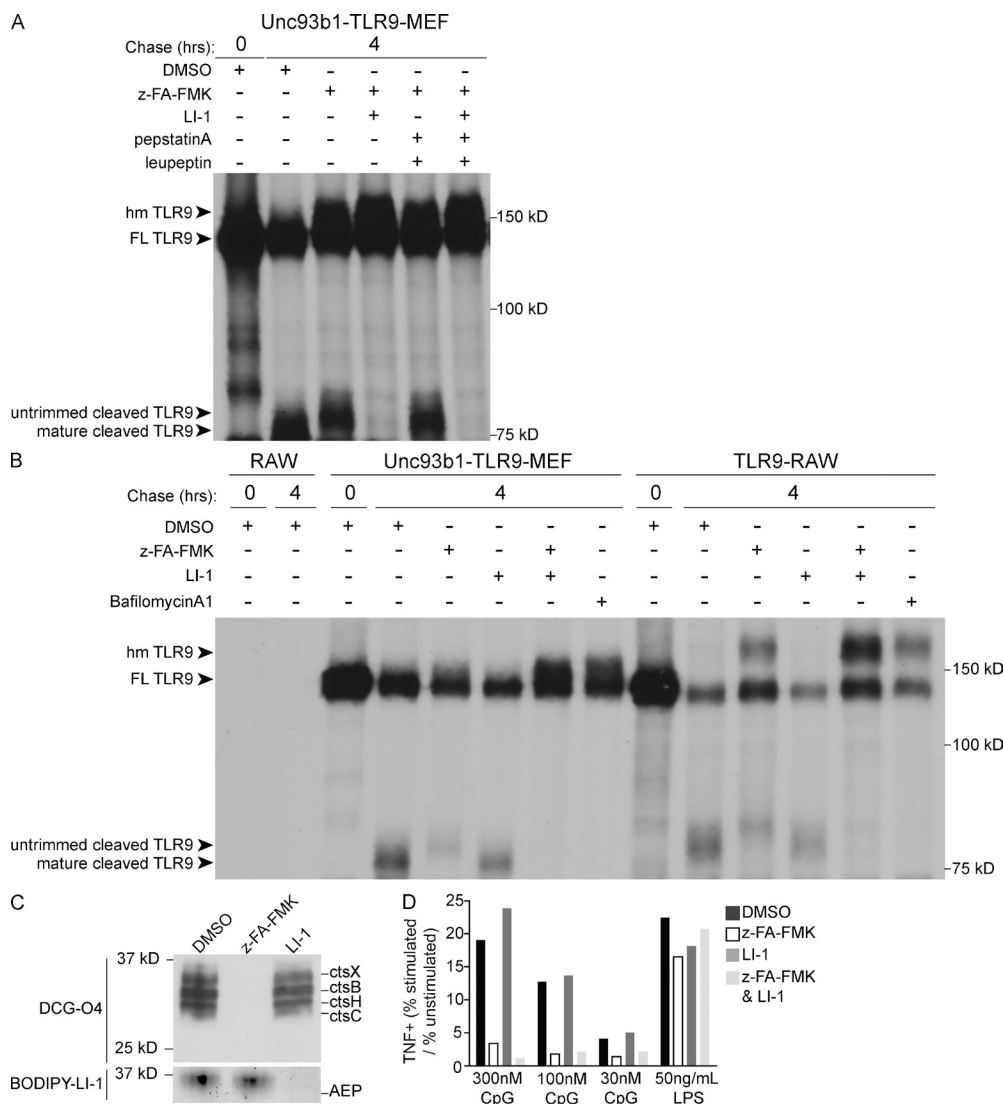 A
Unc93b1-TLR9-MEF
Chase (hrs): 0 4
DMSO + + - - - -
z-FA-FMK - - + + + +
LI-1 - - - + - +
pepstatinA - - - - + +
leupeptin - - - - + +
hm TLR9
FL TLR9
150 kD
100 kD
untrimmed cleaved TLR9
mature cleaved TLR9
75 kD
B
RAW Unc93b1-TLR9-MEF TLR9-RAW
Chase (hrs): 0 4 0 4 0 4
DMSO + + + + - - - - + + - - - -
z-FA-FMK - - - - + - + - - - + - + -
LI-1 - - - - - + + - - - - + + -
BafilomycinA1 - - - - - - - + - - - - - +
hm TLR9
FL TLR9
150 kD
100 kD
untrimmed cleaved TLR9
mature cleaved TLR9
75 kD
C
DMSO z-FA-FMK LI-1
37 kD
DCG-O4
ctsX
ctsB
ctsH
ctsC
25 kD
37 kD
BODIPY-LI-1
AEP
D
TNF+ (% stimulated
/ % unstimulated)
25
20
15
10
5
0
300nM CpG
100nM CpG
30nM CpG
50ng/mL LPS
DMSO
z-FA-FMK
LI-1
z-FA-FMK
& LI-1